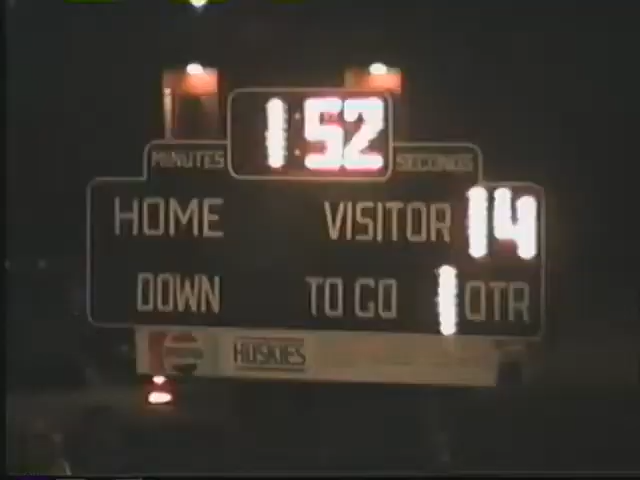 1:52
MINUTES SECONDS
HOME VISITOR 14
DOWN TO GO 1 QTR
HUSKIES